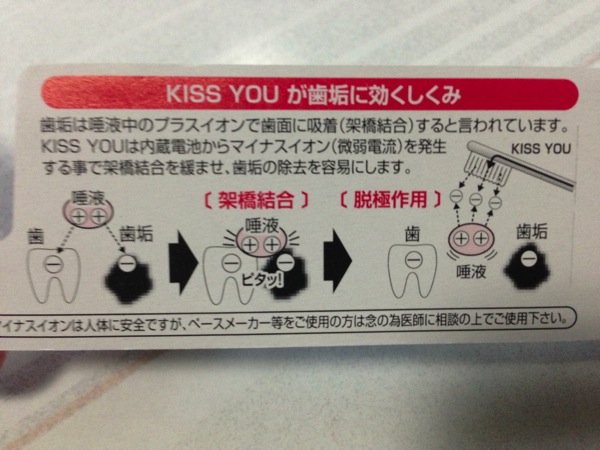 KISS YOU が歯垢に効くしくみ
歯垢は唾液中のプラスイオンで歯面に吸着(架橋結合)すると言われています。
KISS YOUは内蔵電池からマイナスイオン(微弱電流)を発生
する事で架橋結合を緩ませ、歯垢の除去を容易にします。
KISS YOU
唾液
〔 架橋結合 〕
〔 脱極作用 〕
＋＋
歯
歯垢
－
－
唾液
＋＋
－
－
ピタッ!
－－－
－－－
歯
＋＋
唾液
歯垢
－
－
イナスイオンは人体に安全ですが、ペースメーカー等をご使用の方は念の為医師に相談の上でご使用下さい。